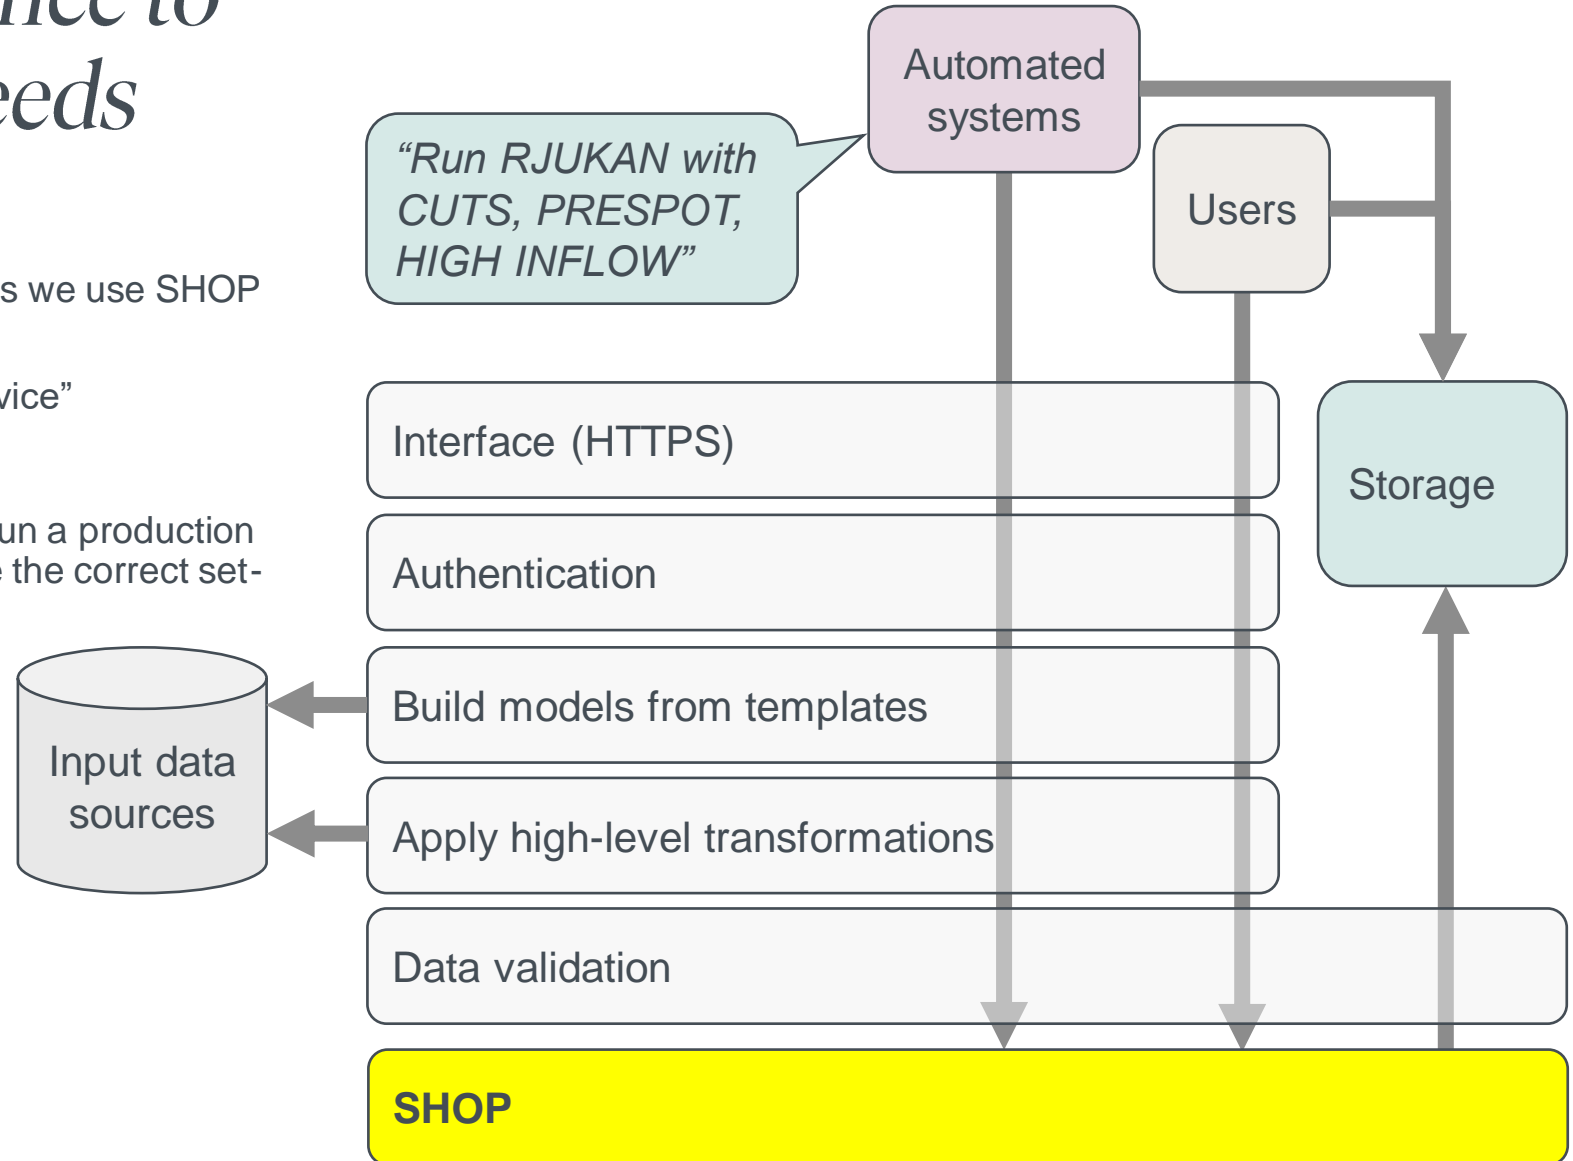 to
eeds
s we use SHOP
vice”
un a production
the correct set-
Automated
systems
“Run RJUKAN with
CUTS, PRESPOT,
HIGH INFLOW”
Users
Interface (HTTPS)
Storage
Authentication
Build models from templates
Input data
sources
Apply high-level transformations
Data validation
SHOP